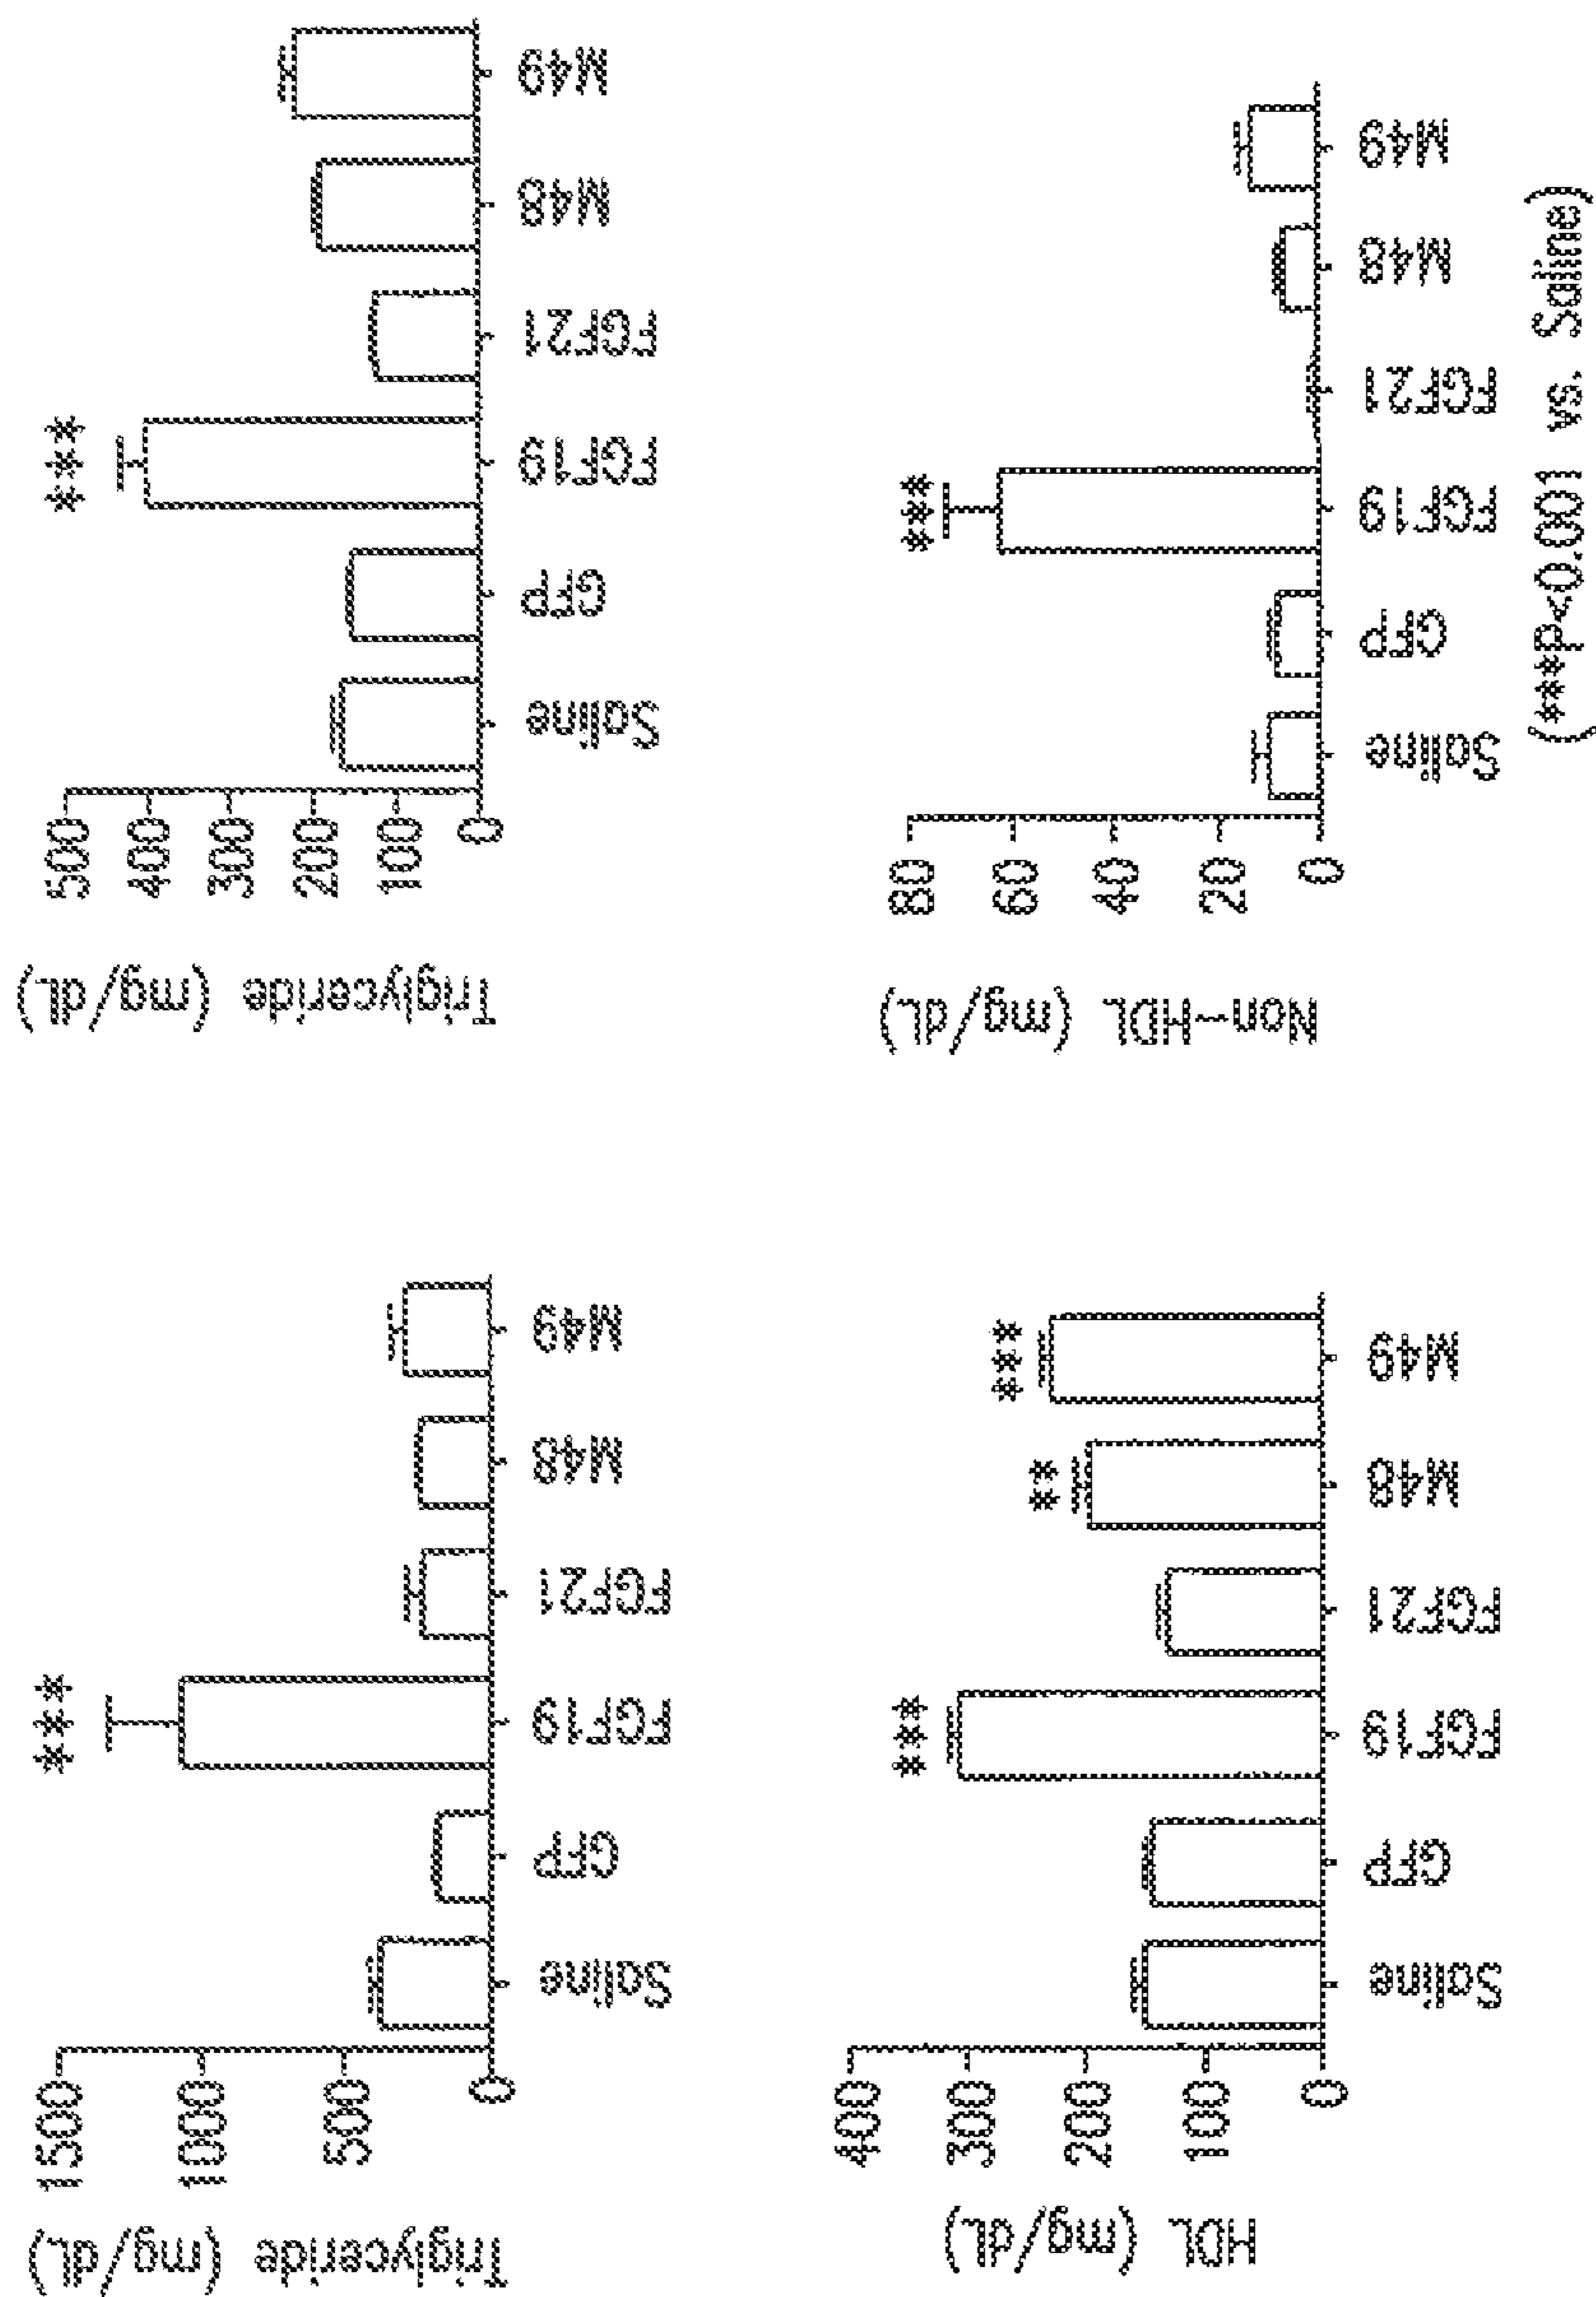 Triglyceride (mg/dL)
1500
1000
500
0
***
Saline
GFP
FGF19
FGF21
M48
M49
Triglyceride (mg/dL)
500
400
300
200
100
0
***
Saline
GFP
FGF19
FGF21
M48
M49
HDL (mg/dL)
400
300
200
100
0
***
**
***
Saline
GFP
FGF19
FGF21
M48
M49
Non-HDL (mg/dL)
80
60
40
20
0
***
Saline
GFP
FGF19
FGF21
M48
M49
(***P<0.001 vs. Saline)